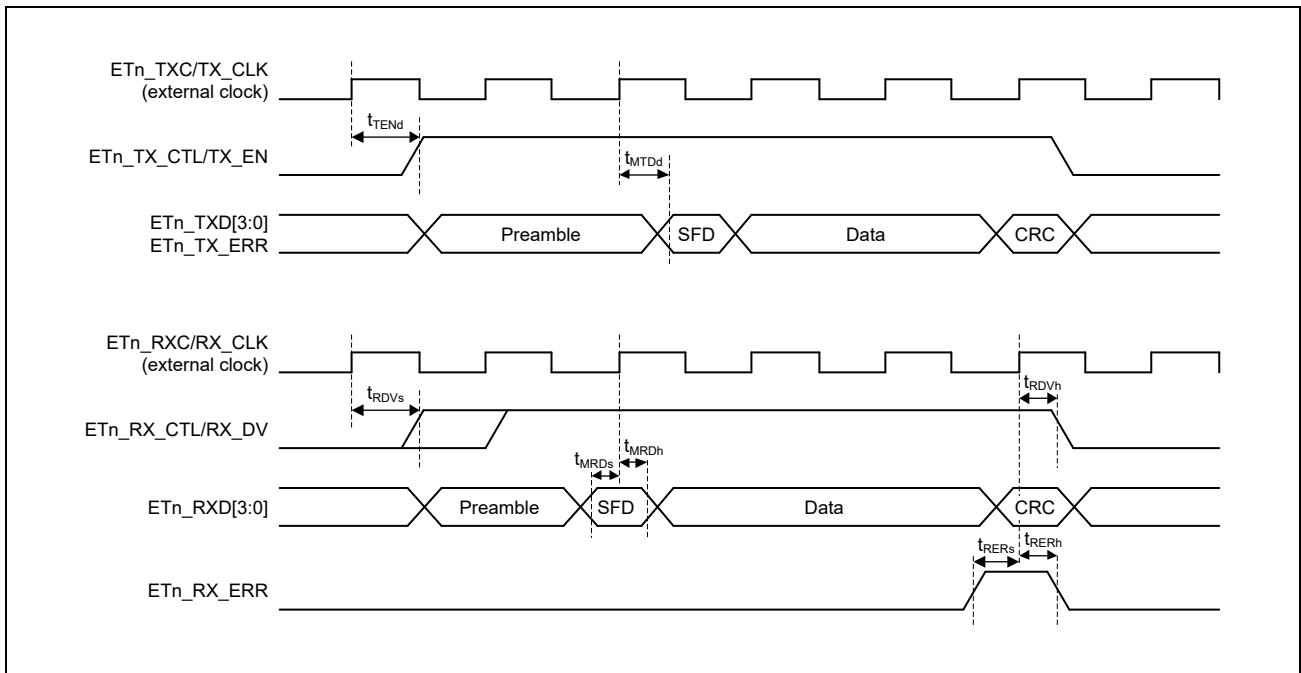 ETn_TXC/TX_CLK
(external clock)
tTENd
ETn_TX_CTL/TX_EN
tMTDd
ETn_TXD[3:0]
ETn_TX_ERR
Preamble SFD Data CRC
ETn_RXC/RX_CLK
(external clock)
tRDVs tRDVh
ETn_RX_CTL/RX_DV
tMRDs tMRDh
ETn_RXD[3:0] Preamble SFD Data CRC
tRERs tRERh
ETn_RX_ERR